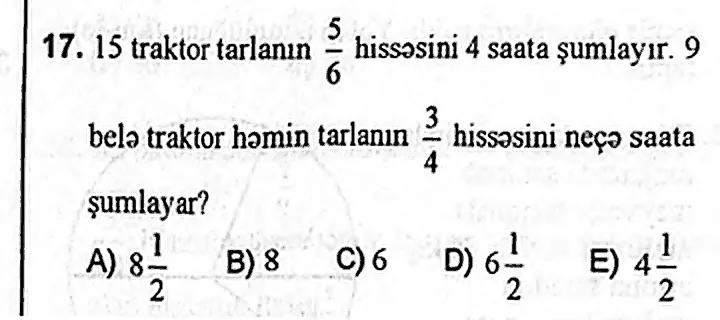 17. 15 traktor tarlanın 5/6 hissəsini 4 saata şumlayır. 9
belə traktor həmin tarlanın 3/4 hissəsini neçə saata
şumlayar?
A) 8 1/2 B) 8 C) 6 D) 6 1/2 E) 4 1/2